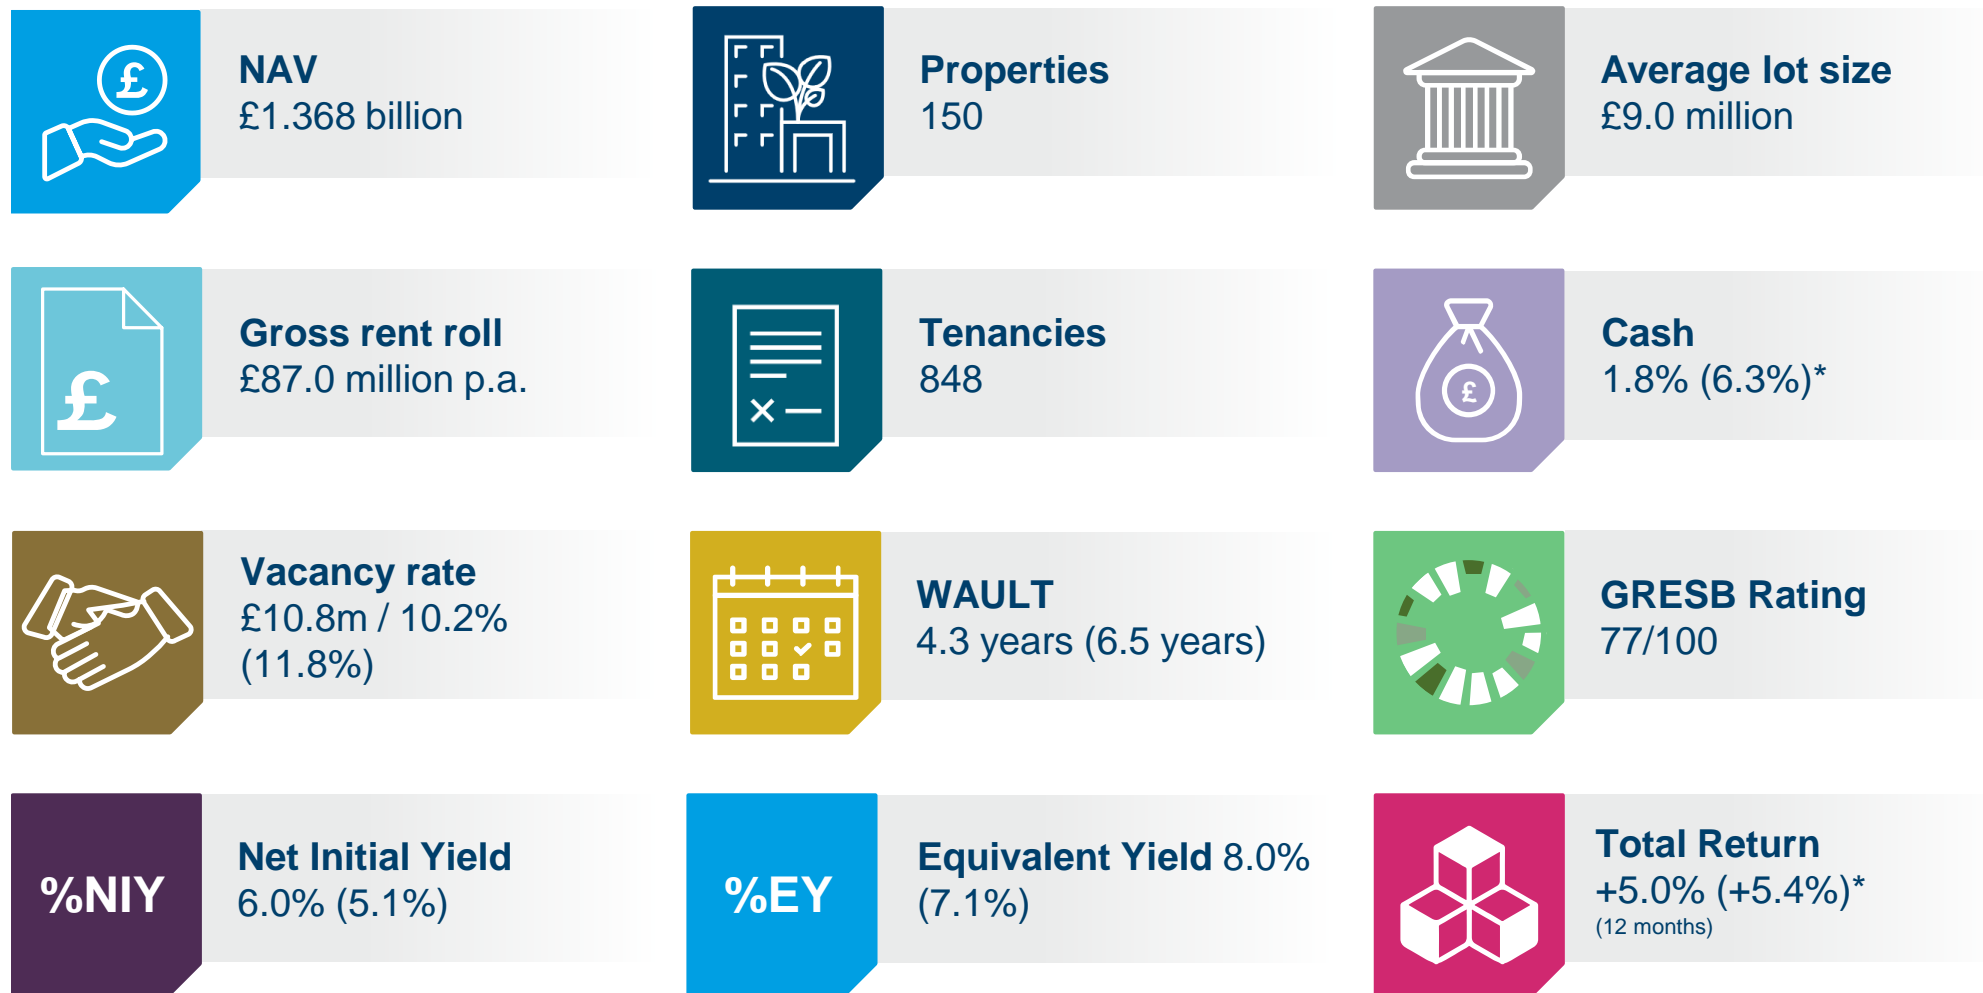 £
NAV
£1.368 billion
Properties
150
Average lot size
£9.0 million
£
Gross rent roll
£87.0 million p.a.
Tenancies
848
£
Cash
1.8% (6.3%)*
Vacancy rate
£10.8m / 10.2%
(11.8%)
WAULT
4.3 years (6.5 years)
GRESB Rating
77/100
%NIY
Net Initial Yield
6.0% (5.1%)
%EY
Equivalent Yield 8.0%
(7.1%)
Total Return
+5.0% (+5.4%)*
(12 months)